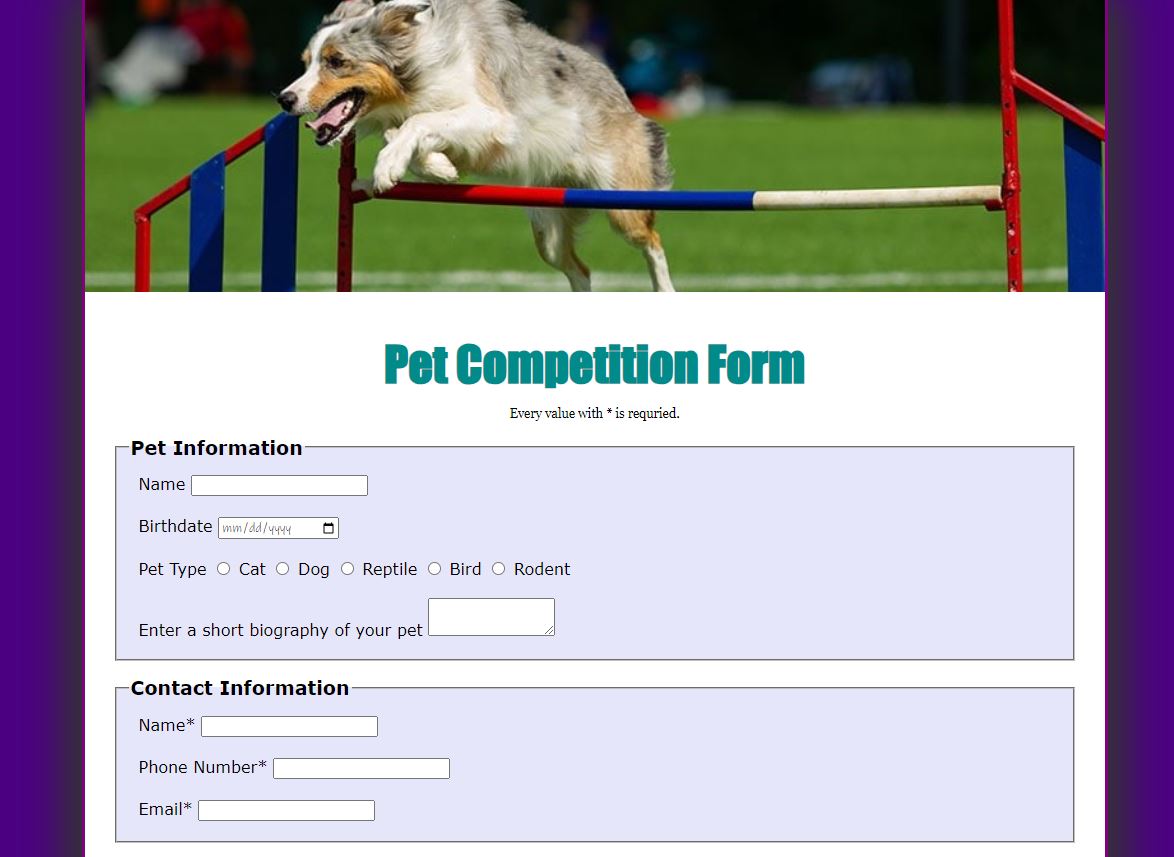 Pet Competition Form
Every value with * is requried.
Pet Information
Name
Birthdate mm/dd/yyyy
Pet Type Cat Dog Reptile Bird Rodent
Enter a short biography of your pet
Contact Information
Name*
Phone Number*
Email*